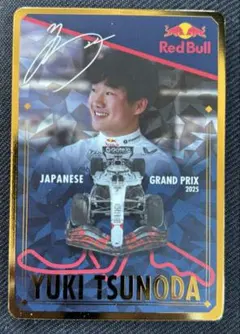 Red Bull
JAPANESE GRAND PRIX
2025
YUKI TSUNODA